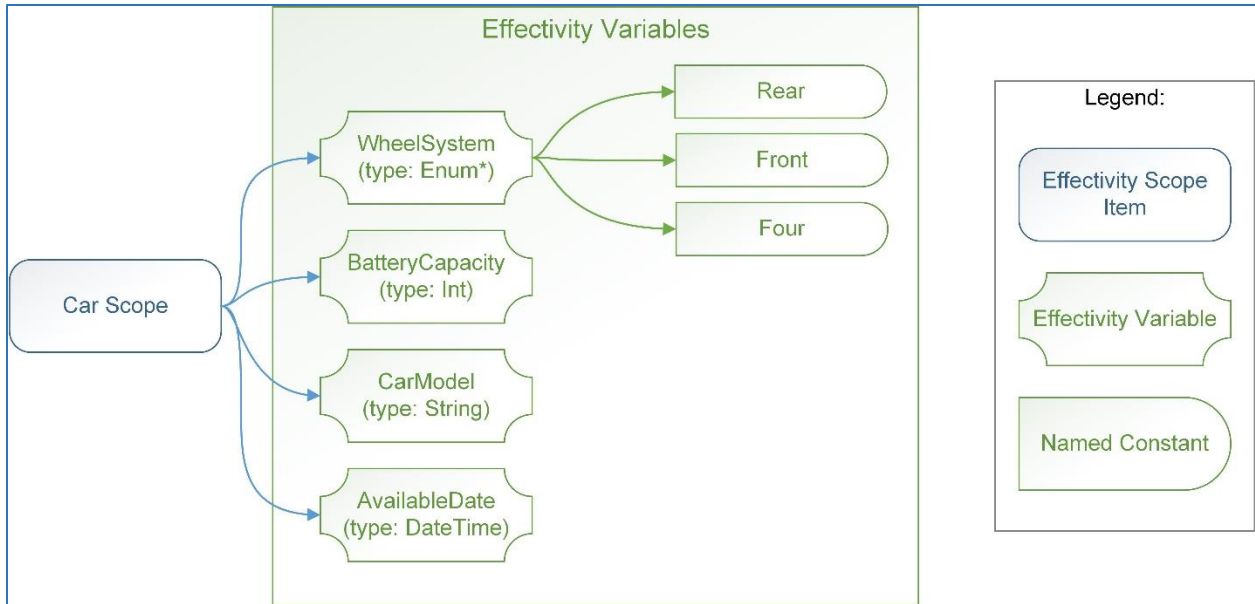 Effectivity Variables
Rear
WheelSystem
(type: Enum*)
Front
Four
BatteryCapacity
(type: Int)
Car Scope
CarModel
(type: String)
AvailableDate
(type: DateTime)
Legend:
Effectivity Scope
Item
Effectivity Variable
Named Constant